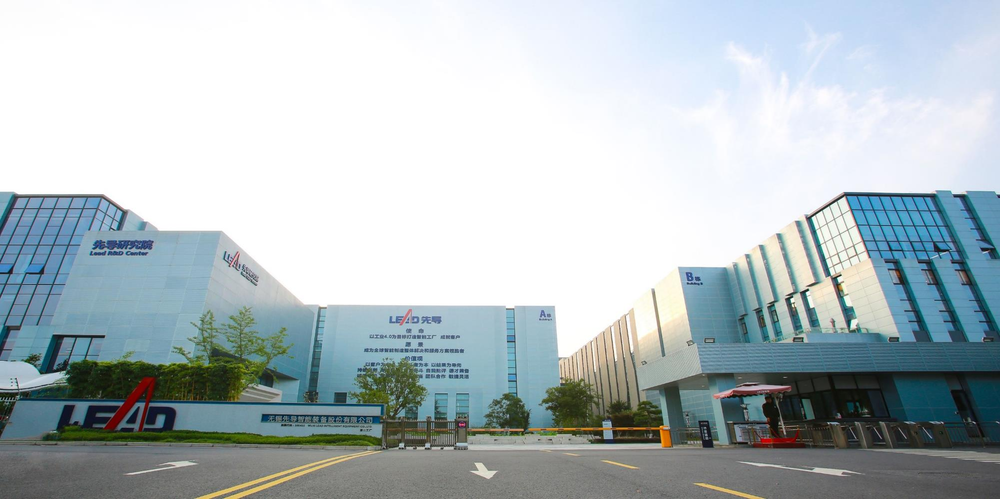 先导研究院
Lead R&D Center
LEAD 先导研究院
LEAD 先导
使 命
以工业4.0为目标打造智能工厂 成就客户
愿 景
成为全球智能制造整体解决和服务方案领跑者
价值观
以客户为 者为本 以结果为导向
持续创新 奋斗 自我批评 德才兼备
团队合作 敏捷灵活
A栋
Building A
B栋
Building B
LEAD
无锡先导智能装备股份有限公司
股票代码：300450 WUXI LEAD INTELLIGENT EQUIPMENT CO.,LTD.
第二工厂